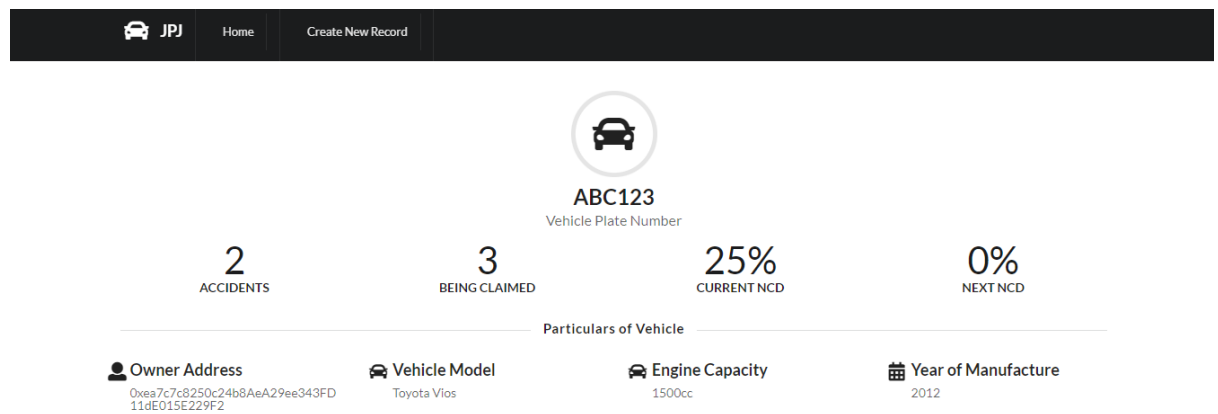 JPJ Home Create New Record
ABC123
Vehicle Plate Number
2 3 25% 0%
ACCIDENTS BEING CLAIMED CURRENT NCD NEXT NCD
Particulars of Vehicle
Owner Address Vehicle Model Engine Capacity Year of Manufacture
0xea7c7c8250c24b8AeA29ee343FD Toyota Vios 1500cc 2012
11dE015E229F2